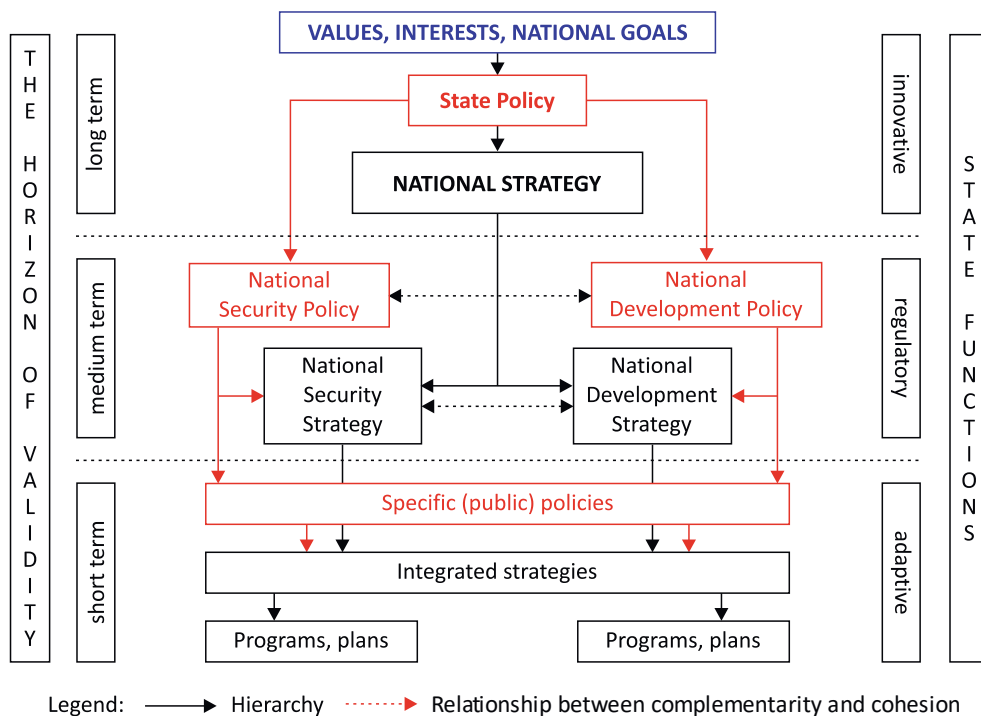 VALUES, INTERESTS, NATIONAL GOALS
THE HORIZON OF VALIDITY
long term
State Policy
innovative
STATE FUNCTIONS
NATIONAL STRATEGY
medium term
National
Security Policy
National
Development Policy
regulatory
National
Security
Strategy
National
Development
Strategy
short term
Specific (public) policies
adaptive
Integrated strategies
Programs, plans
Programs, plans
Legend:
Hierarchy
Relationship between complementarity and cohesion